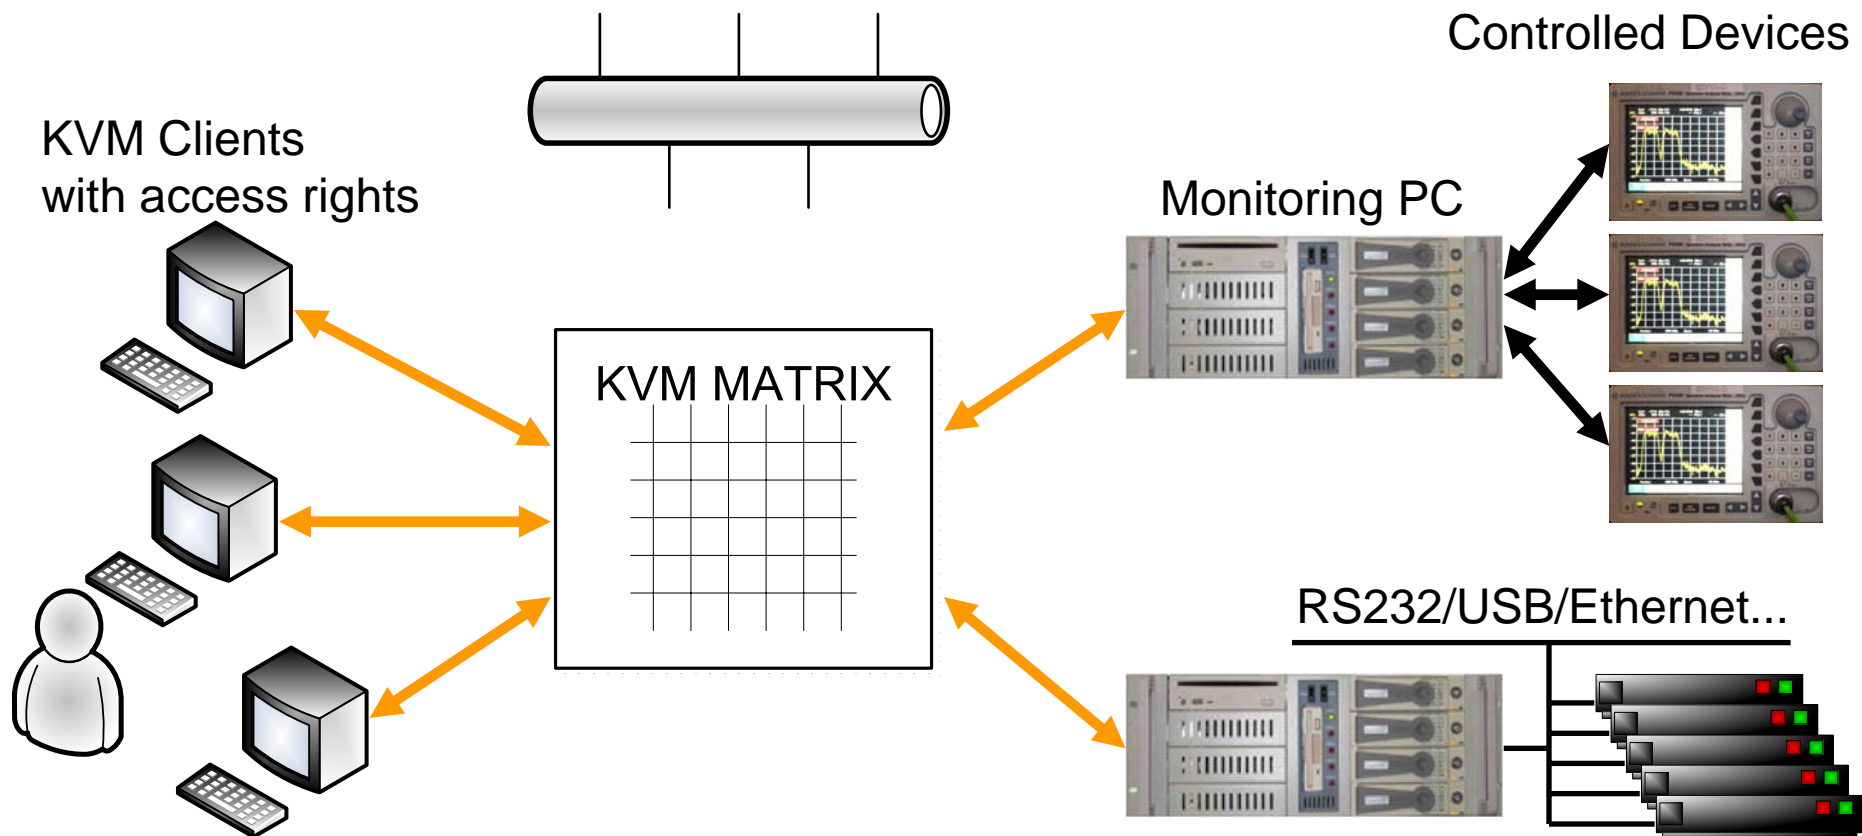 Controlled Devices
KVM Clients
with access rights
Monitoring PC
KVM MATRIX
RS232/USB/Ethernet...